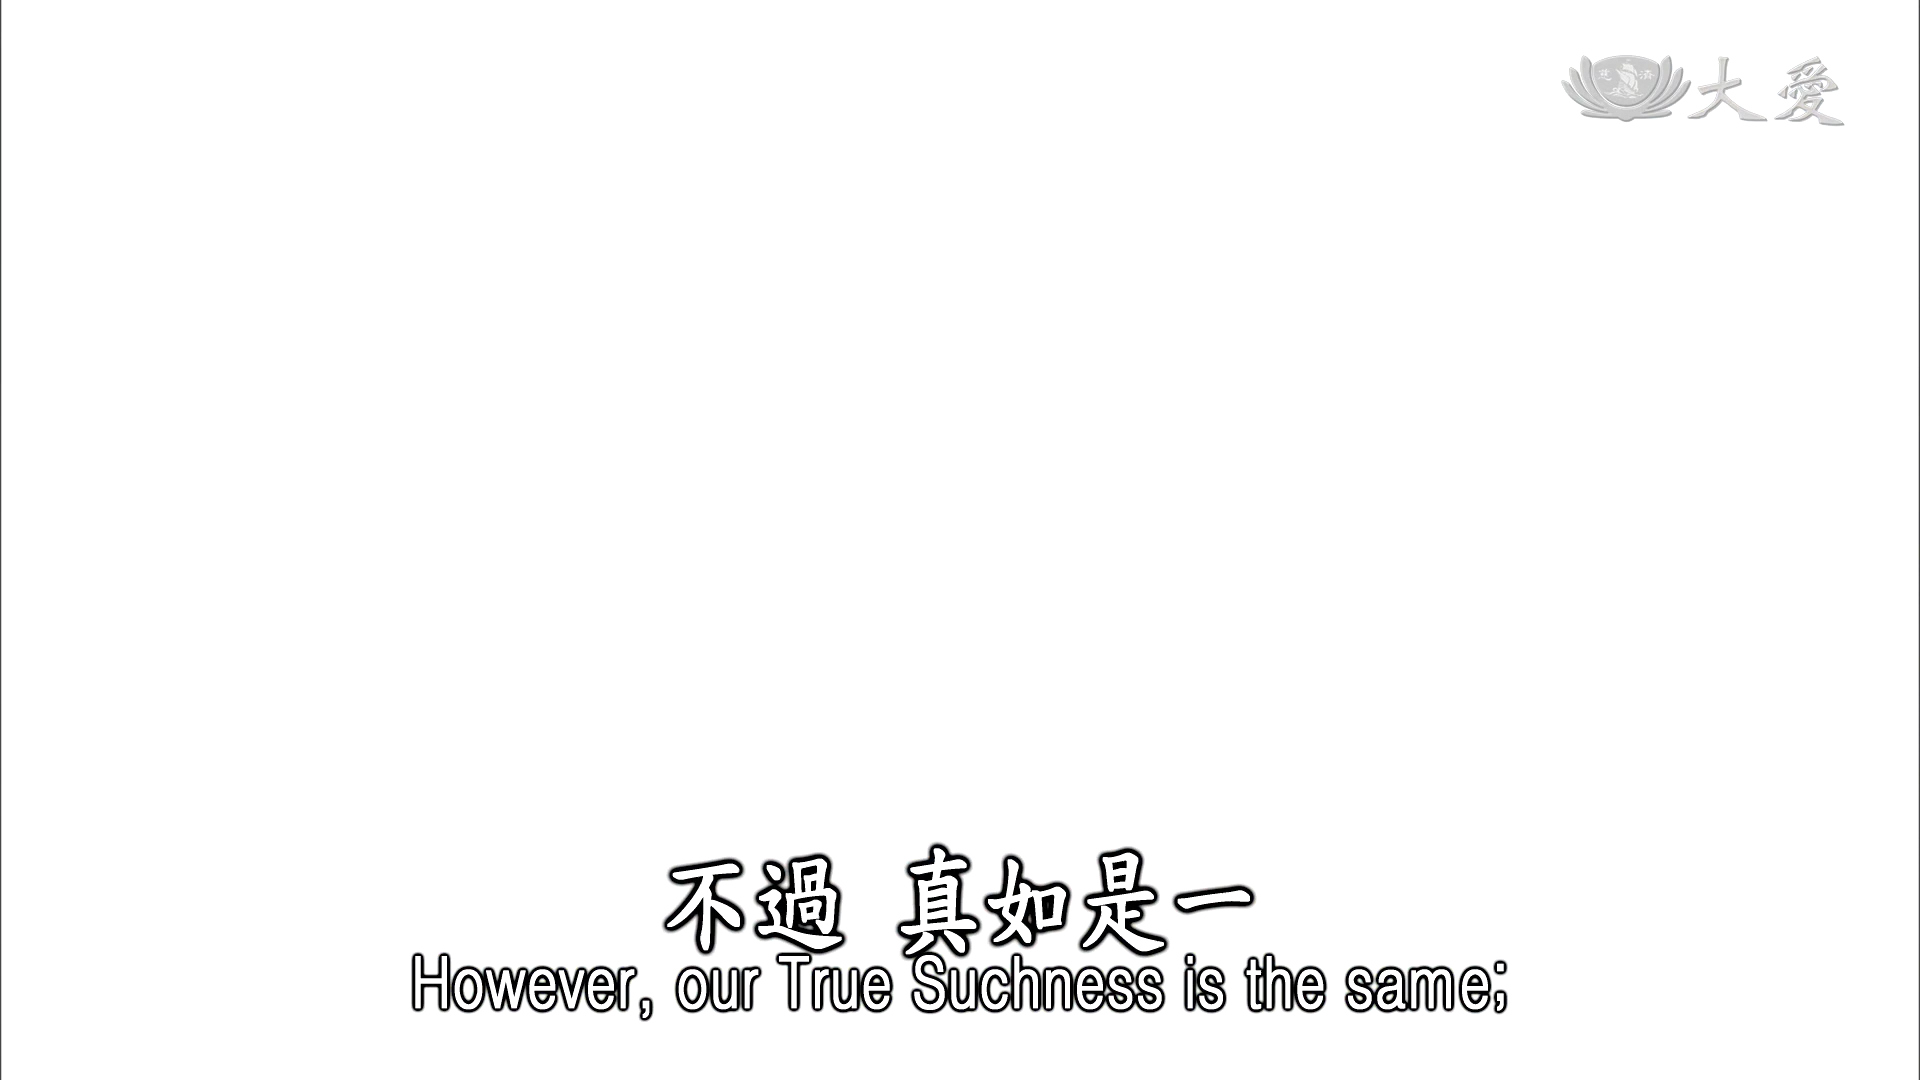 大愛
不過 真如是一
However, our True Suchness is the same;